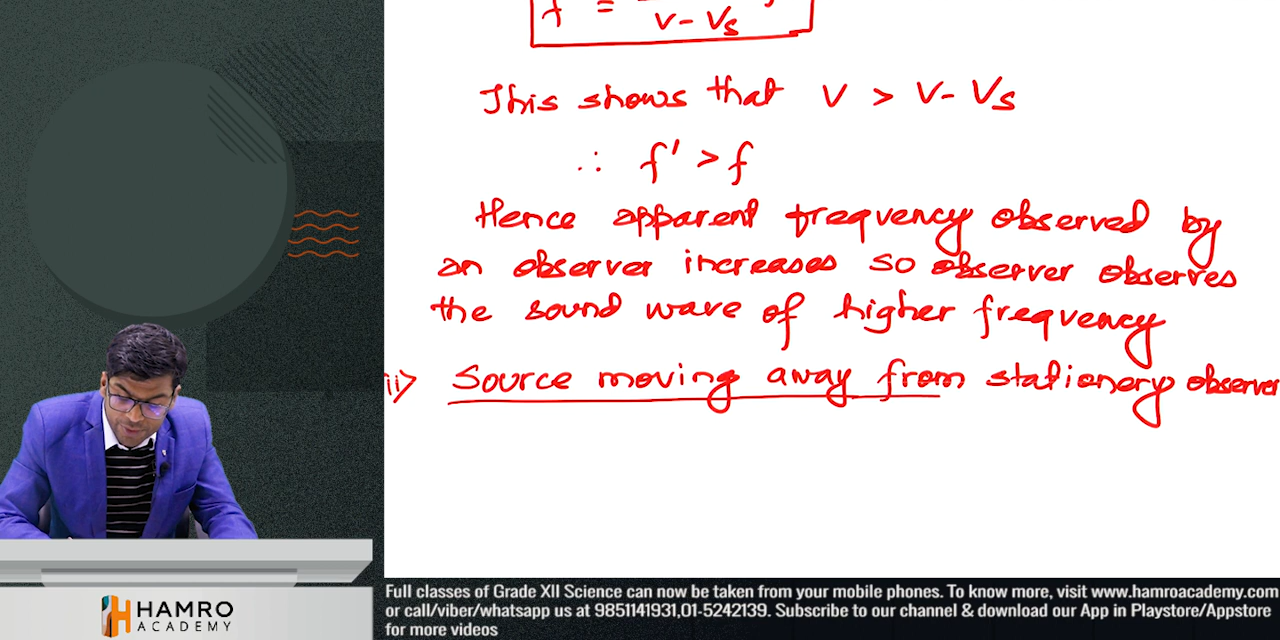 f =
v - vs
This shows that v > v - vs
∴ f' > f
Hence apparent frequency observed by
an observer increases so observer observes
the sound wave of higher frequency
ii) Source moving away from stationery observer
HAMRO
ACADEMY
Full classes of Grade XII Science can now be taken from your mobile phones. To know more, visit www.hamroacademy.com
or call/viber/whatsapp us at 9851141931,01-5242139. Subscribe to our channel & download our App in Playstore/Appstore
for more videos